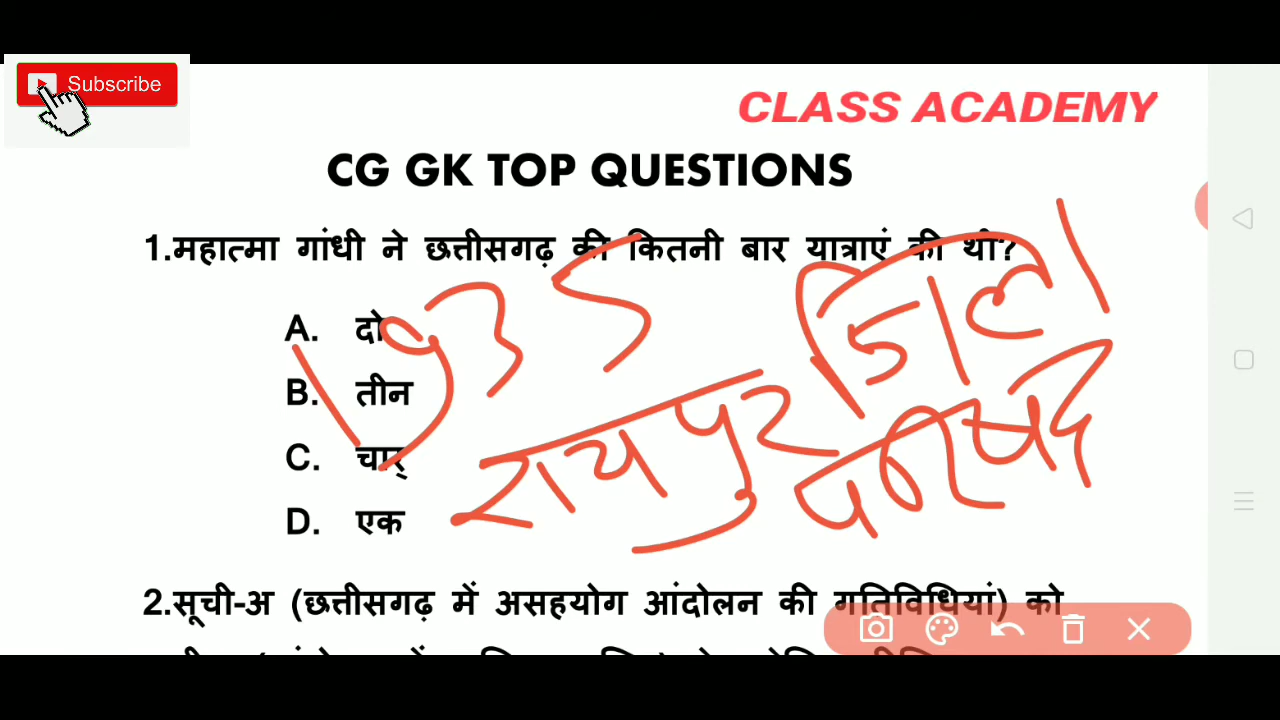 Subscribe
CLASS ACADEMY
CG GK TOP QUESTIONS
1.महात्मा गांधी ने छत्तीसगढ़ की कितनी बार यात्राएं की थी?
A. दो
B. तीन
C. चार्
D. एक
1935
रायपुर जिला
परिषद
2.सूची-अ (छत्तीसगढ़ में असहयोग आंदोलन की गतिविधियां) को